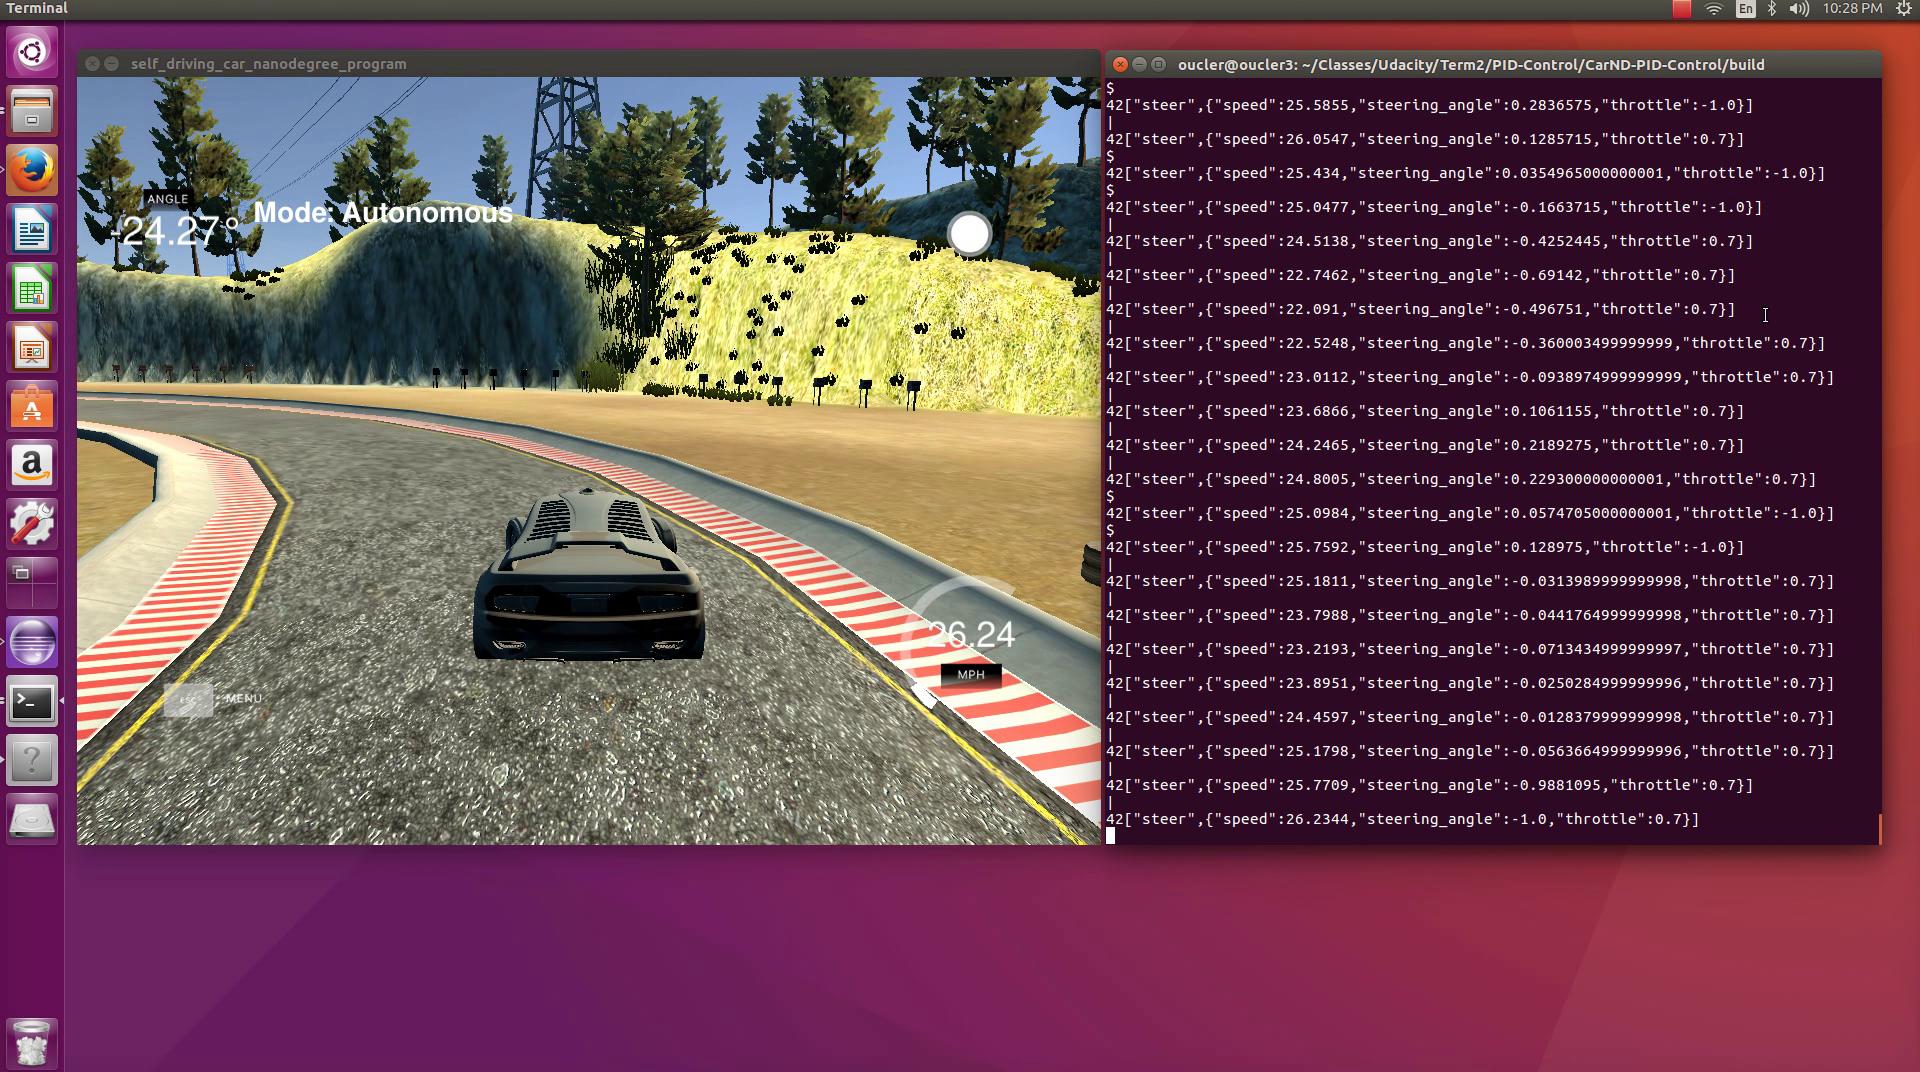 Terminal
En
10:28 PM
self_driving_car_nanodegree_program
ANGLE
-24.27°
Mode: Autonomous
26.24
MPH
ESC
MENU
oucler@oucler3: ~/Classes/Udacity/Term2/PID-Control/CarND-PID-Control/build
$
42["steer",{"speed":25.5855,"steering_angle":0.2836575,"throttle":-1.0}]
|
42["steer",{"speed":26.0547,"steering_angle":0.1285715,"throttle":0.7}]
$
42["steer",{"speed":25.434,"steering_angle":0.0354965000000001,"throttle":-1.0}]
$
42["steer",{"speed":25.0477,"steering_angle":-0.1663715,"throttle":-1.0}]
|
42["steer",{"speed":24.5138,"steering_angle":-0.4252445,"throttle":0.7}]
|
42["steer",{"speed":22.7462,"steering_angle":-0.69142,"throttle":0.7}]
|
42["steer",{"speed":22.091,"steering_angle":-0.496751,"throttle":0.7}]
|
42["steer",{"speed":22.5248,"steering_angle":-0.360003499999999,"throttle":0.7}]
|
42["steer",{"speed":23.0112,"steering_angle":-0.0938974999999999,"throttle":0.7}]
|
42["steer",{"speed":23.6866,"steering_angle":0.1061155,"throttle":0.7}]
|
42["steer",{"speed":24.2465,"steering_angle":0.2189275,"throttle":0.7}]
|
42["steer",{"speed":24.8005,"steering_angle":0.229300000000001,"throttle":0.7}]
$
42["steer",{"speed":25.0984,"steering_angle":0.0574705000000001,"throttle":-1.0}]
$
42["steer",{"speed":25.7592,"steering_angle":0.128975,"throttle":-1.0}]
|
42["steer",{"speed":25.1811,"steering_angle":-0.0313989999999998,"throttle":0.7}]
|
42["steer",{"speed":23.7988,"steering_angle":-0.0441764999999998,"throttle":0.7}]
|
42["steer",{"speed":23.2193,"steering_angle":-0.0713434999999997,"throttle":0.7}]
|
42["steer",{"speed":23.8951,"steering_angle":-0.0250284999999996,"throttle":0.7}]
|
42["steer",{"speed":24.4597,"steering_angle":-0.0128379999999998,"throttle":0.7}]
|
42["steer",{"speed":25.1798,"steering_angle":-0.0563664999999996,"throttle":0.7}]
|
42["steer",{"speed":25.7709,"steering_angle":-0.9881095,"throttle":0.7}]
|
42["steer",{"speed":26.2344,"steering_angle":-1.0,"throttle":0.7}]